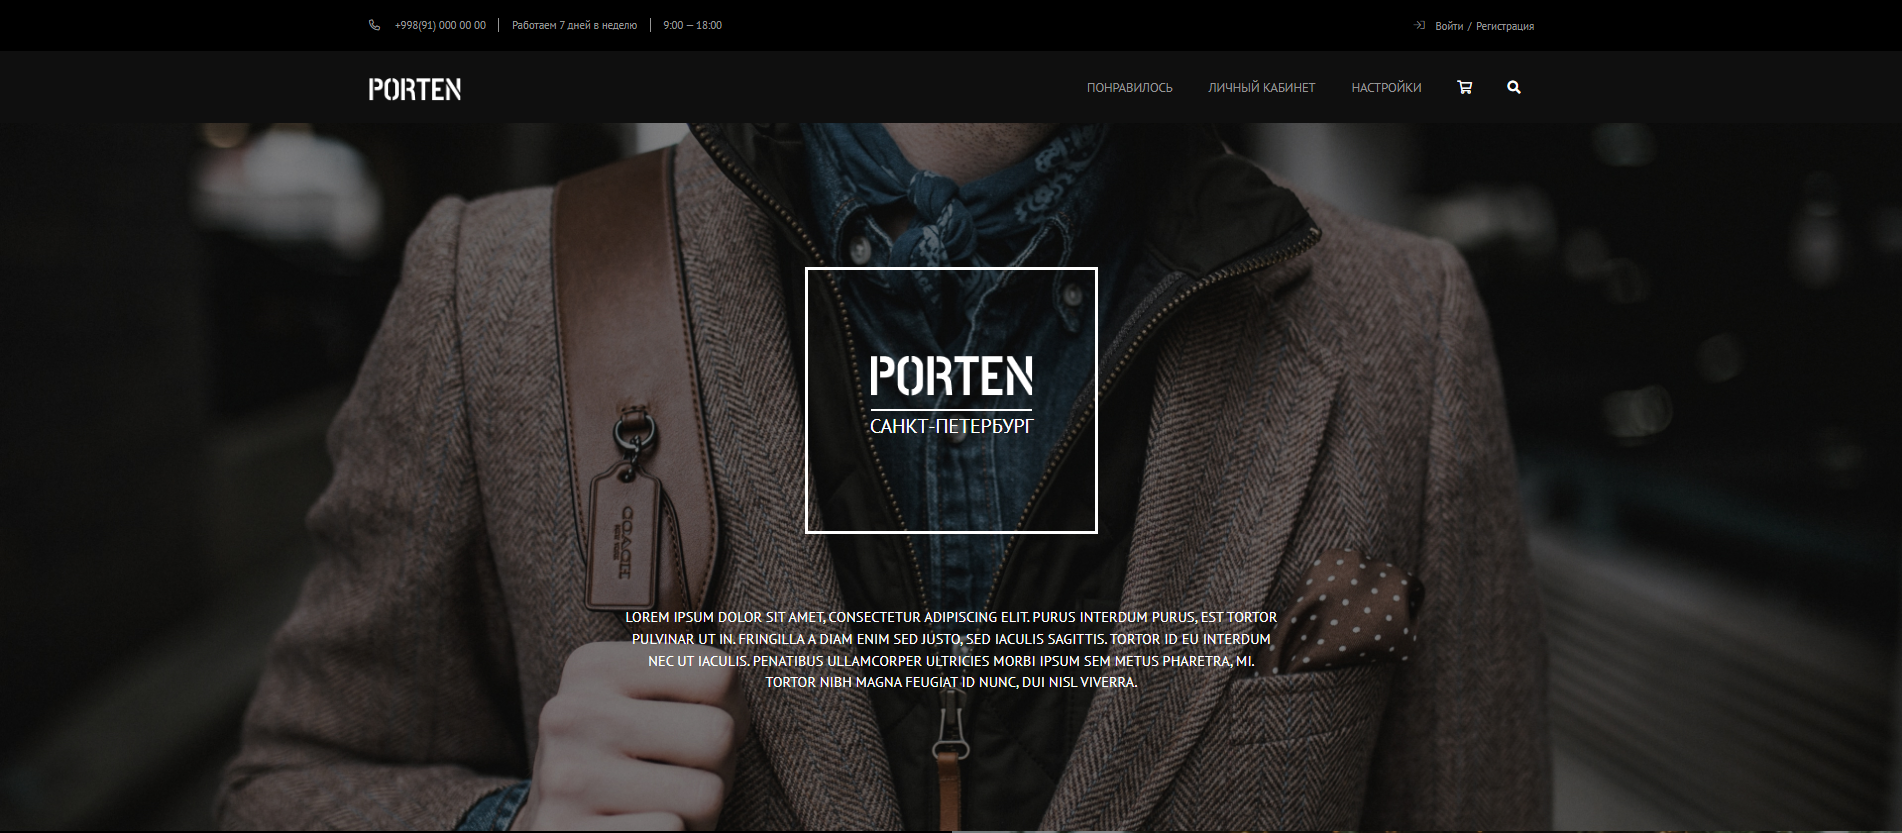 +998(91) 000 00 00 | Работаем 7 дней в неделю | 9:00 — 18:00
Войти / Регистрация
PORTEN
ПОНРАВИЛОСЬ ЛИЧНЫЙ КАБИНЕТ НАСТРОЙКИ
PORTEN
САНКТ-ПЕТЕРБУРГ
COACH
LOREM IPSUM DOLOR SIT AMET, CONSECTETUR ADIPISCING ELIT. PURUS INTERDUM PURUS, EST TORTOR
PULVINAR UT IN. FRINGILLA A DIAM ENIM SED JUSTO, SED IACULIS SAGITTIS. TORTOR ID EU INTERDUM
NEC UT IACULIS. PENATIBUS ULLAMCORPER ULTRICIES MORBI IPSUM SEM METUS PHARETRA, MI.
TORTOR NIBH MAGNA FEUGIAT ID NUNC, DUI NISL VIVERRA.